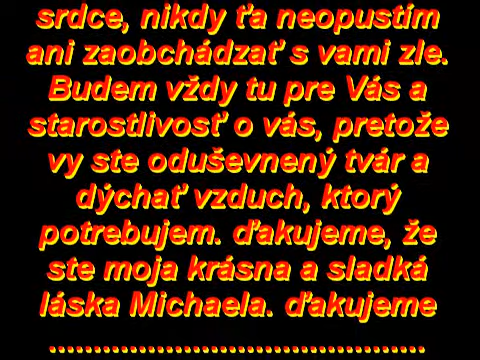 srdce, nikdy ťa neopustím
ani zaobchádzať s vami zle.
Budem vždy tu pre Vás a
starostlivosť o vás, pretože
vy ste oduševnený tvár a
dýchať vzduch, ktorý
potrebujem. ďakujeme, že
ste moja krásna a sladká
láska Michaela. ďakujeme
..........................................